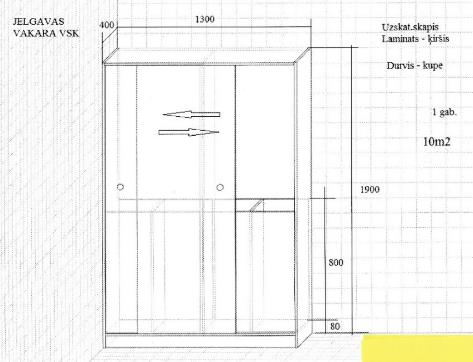 JELGAVAS
VAKARA VSK
400
1300
Uzskat.skapis
Laminats - ķiršis
Durvis - kupe
1 gab.
10m2
1900
800
80